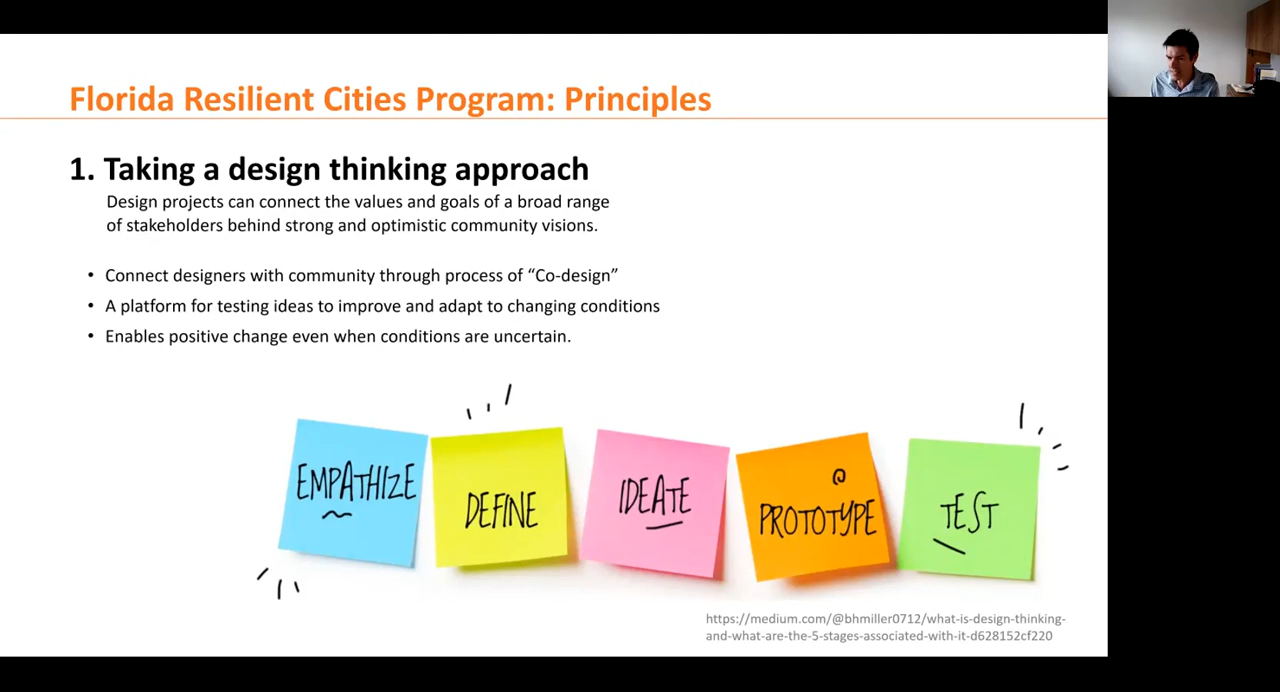 Florida Resilient Cities Program: Principles
1. Taking a design thinking approach
Design projects can connect the values and goals of a broad range
of stakeholders behind strong and optimistic community visions.
• Connect designers with community through process of “Co-design”
• A platform for testing ideas to improve and adapt to changing conditions
• Enables positive change even when conditions are uncertain.
EMPATHIZE
DEFINE
IDEATE
PROTOTYPE
TEST
https://medium.com/@bhmiller0712/what-is-design-thinking-
and-what-are-the-5-stages-associated-with-it-d628152cf220